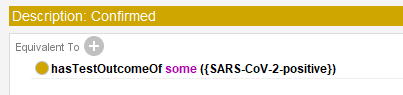 Description: Confirmed
Equivalent To +
hasTestOutcomeOf some ({SARS-CoV-2-positive})